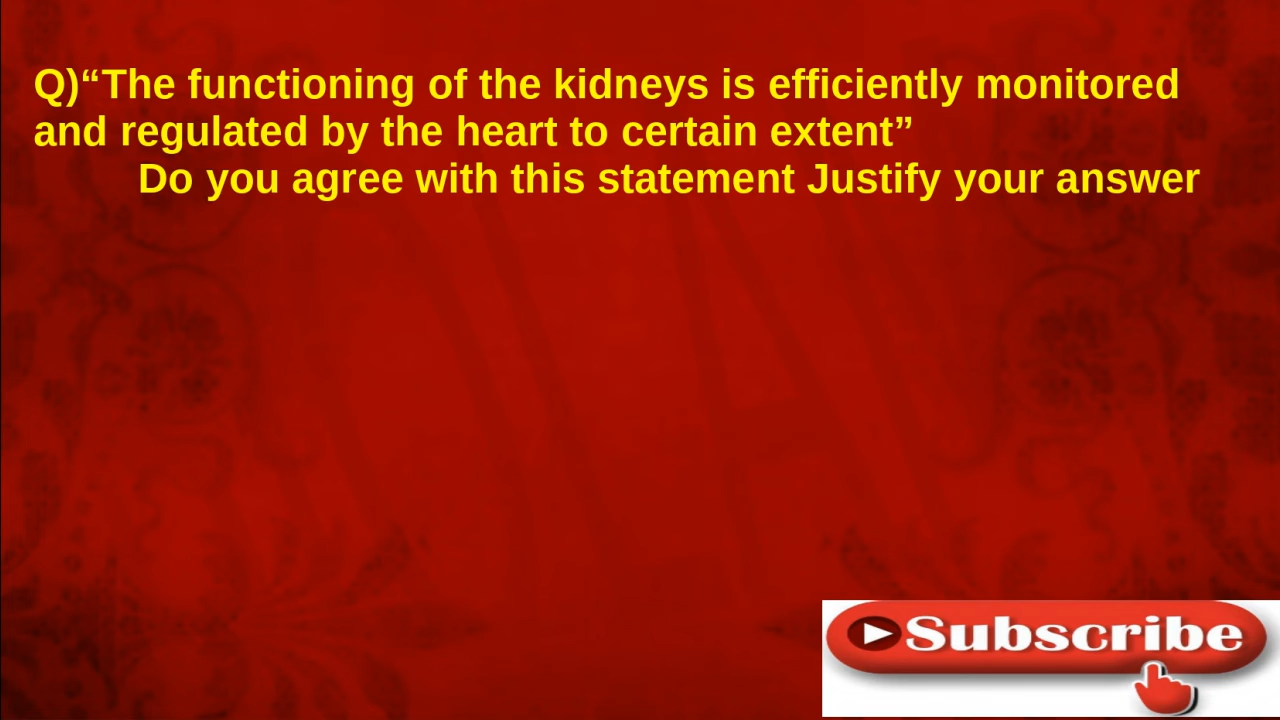 Q)“The functioning of the kidneys is efficiently monitored
and regulated by the heart to certain extent”
Do you agree with this statement Justify your answer
Subscribe